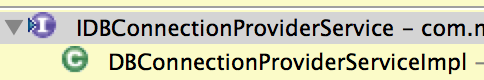 I IDBConnectionProviderService – com.
C DBConnectionProviderServiceImpl –